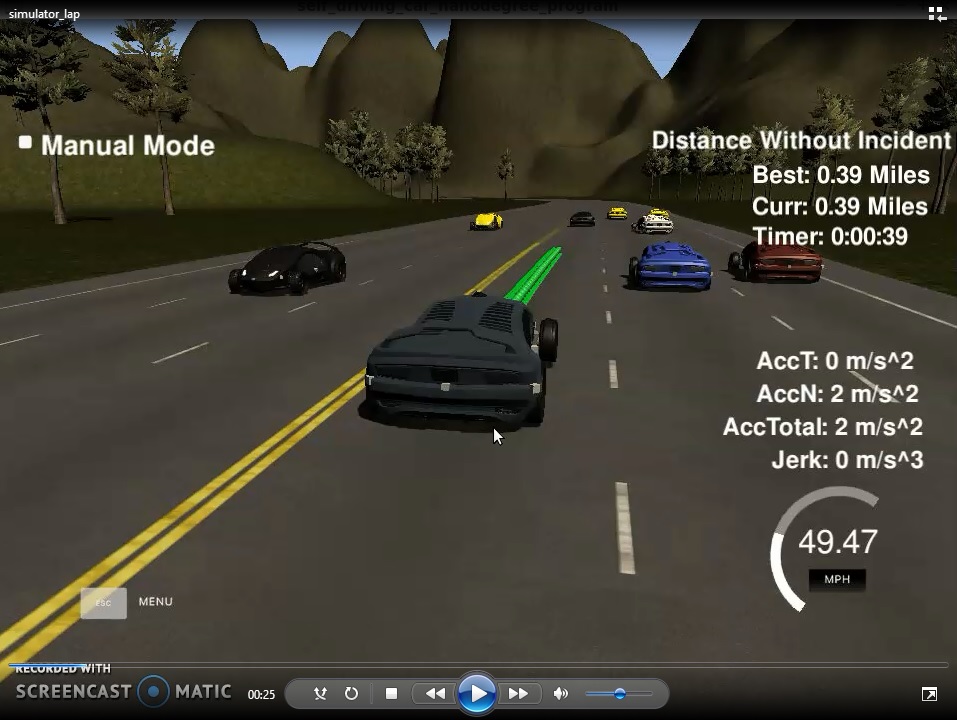 simulator_lap
self_driving_car_nanodegree_program
Manual Mode
Distance Without Incident
Best: 0.39 Miles
Curr: 0.39 Miles
Timer: 0:00:39
AccT: 0 m/s^2
AccN: 2 m/s^2
AccTotal: 2 m/s^2
Jerk: 0 m/s^3
49.47
MPH
ESC MENU
RECORDED WITH
SCREENCAST MATIC
00:25